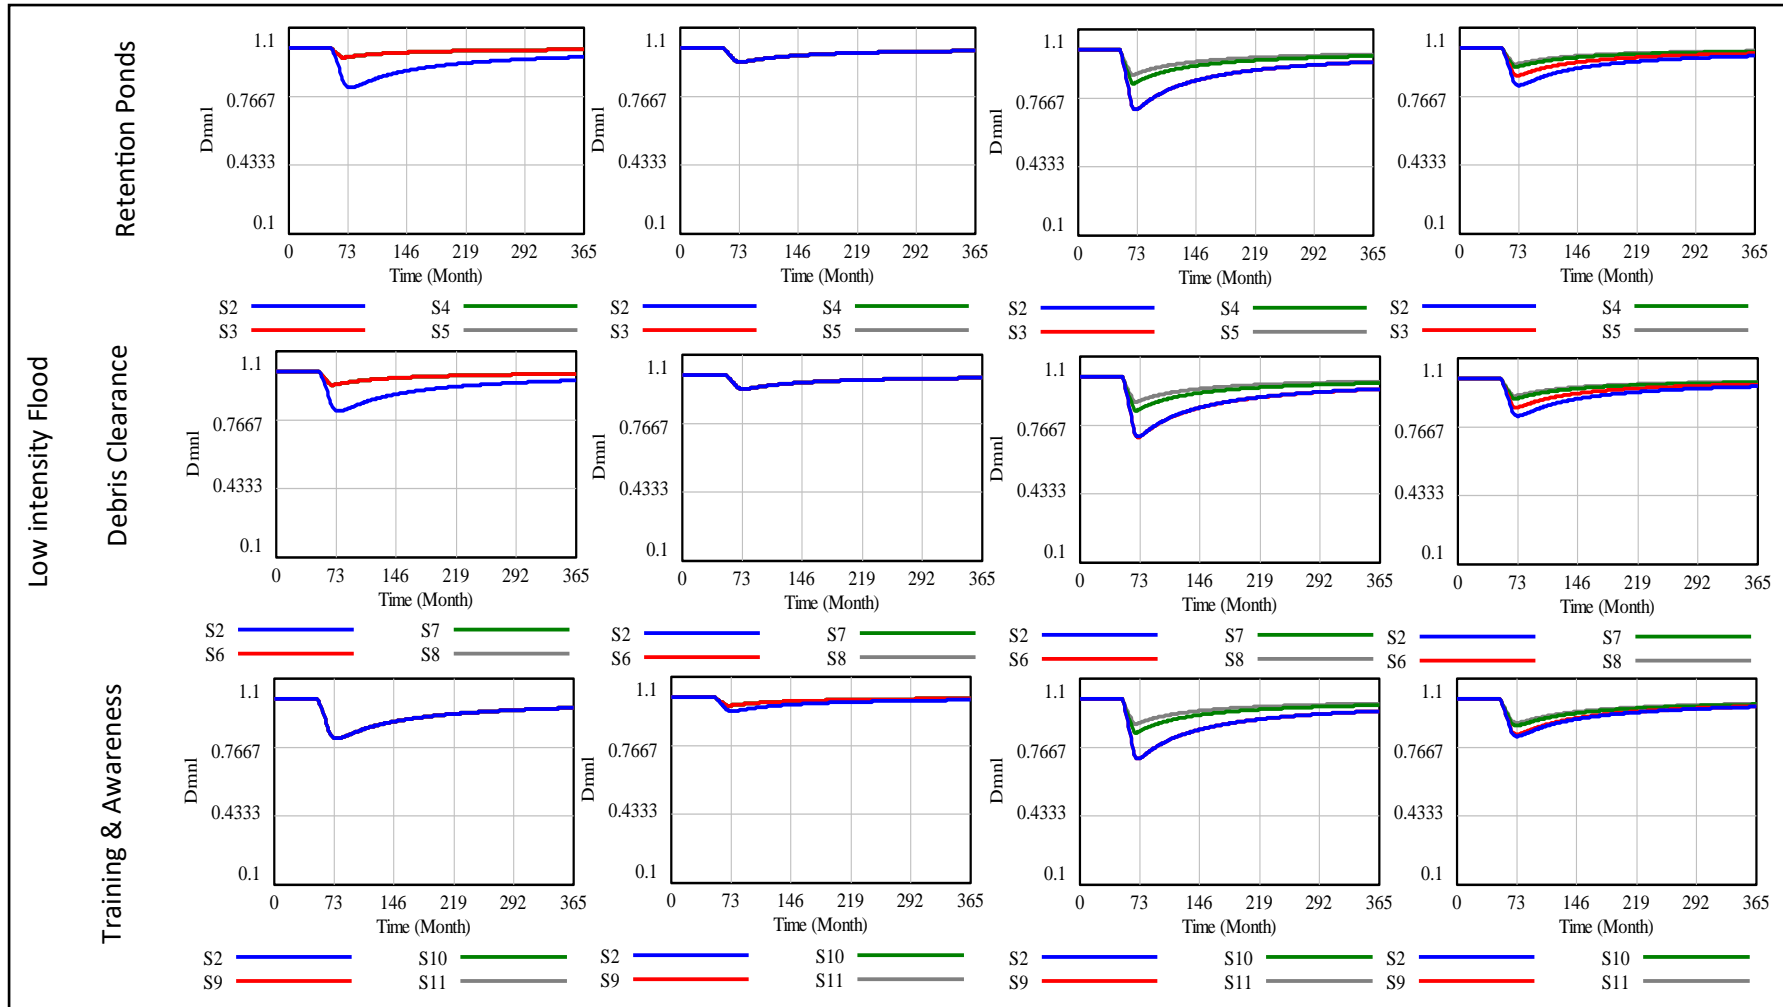 Low intensity Flood
Retention Ponds
1.1
0.7667
0.4333
0.1
Dmnl
0 73 146 219 292 365
Time (Month)
S2 S4
S3 S5
1.1
0.7667
0.4333
0.1
Dmnl
0 73 146 219 292 365
Time (Month)
S2 S4
S3 S5
1.1
0.7667
0.4333
0.1
Dmnl
0 73 146 219 292 365
Time (Month)
S2 S4
S3 S5
1.1
0.7667
0.4333
0.1
0 73 146 219 292 365
Time (Month)
S2 S4
S3 S5
Debris Clearance
1.1
0.7667
0.4333
0.1
Dmnl
0 73 146 219 292 365
Time (Month)
S2 S7
S6 S8
1.1
0.7667
0.4333
0.1
Dmnl
0 73 146 219 292 365
Time (Month)
S2 S7
S6 S8
1.1
0.7667
0.4333
0.1
Dmnl
0 73 146 219 292 365
Time (Month)
S2 S7
S6 S8
1.1
0.7667
0.4333
0.1
0 73 146 219 292 365
Time (Month)
S2 S7
S6 S8
Training & Awareness
1.1
0.7667
0.4333
0.1
Dmnl
0 73 146 219 292 365
Time (Month)
S2 S10
S9 S11
1.1
0.7667
0.4333
0.1
Dmnl
0 73 146 219 292 365
Time (Month)
S2 S10
S9 S11
1.1
0.7667
0.4333
0.1
Dmnl
0 73 146 219 292 365
Time (Month)
S2 S10
S9 S11
1.1
0.7667
0.4333
0.1
0 73 146 219 292 365
Time (Month)
S2 S10
S9 S11